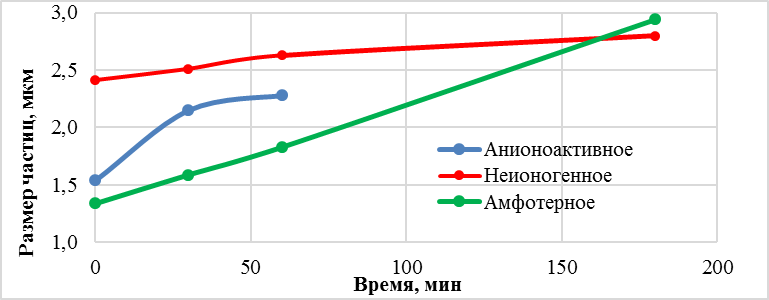 3,0
2,5
2,0
1,5
1,0
Размер частиц, мкм
0 50 100 150 200
Время, мин
Анионоактивное
Неионогенное
Амфотерное